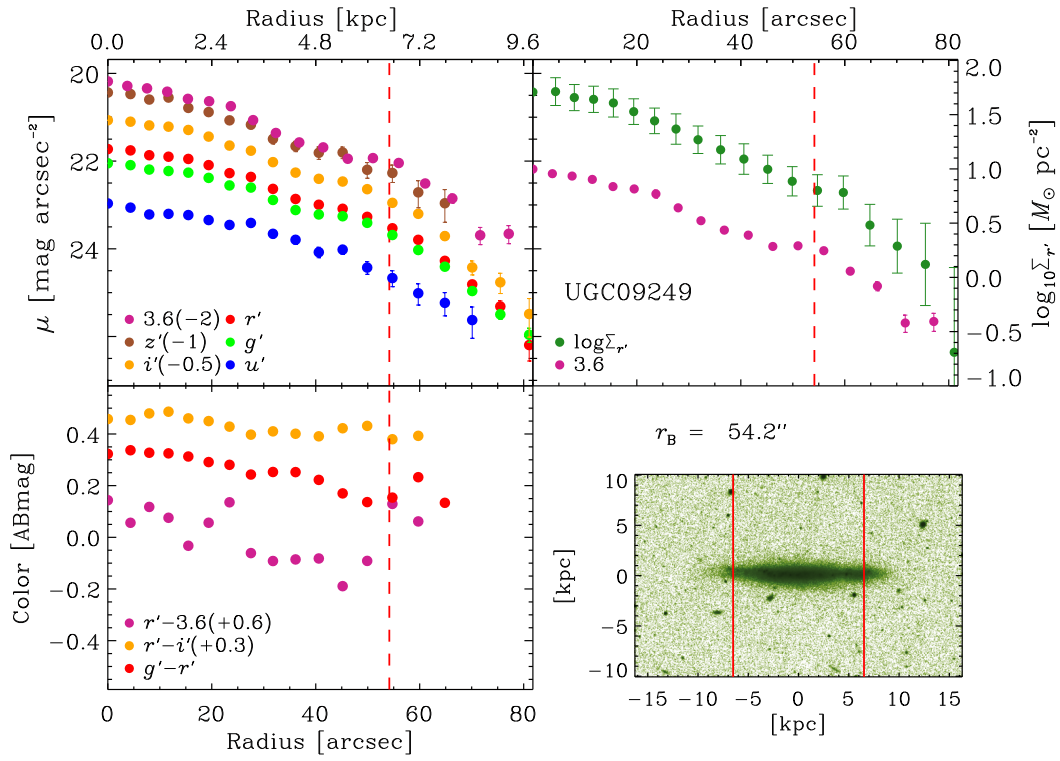 Radius [kpc]
0.0 2.4 4.8 7.2 9.6
Radius [arcsec]
20 40 60 80
20
22
24
μ [mag arcsec⁻²]
3.6(−2)
z′(−1)
i′(−0.5)
r′
g′
u′
UGC09249
logΣr′
3.6
2.0
1.5
1.0
0.5
0.0
−0.5
−1.0
log₁₀Σr′ [M☉ pc⁻²]
0.4
0.2
0.0
−0.2
−0.4
Color [ABmag]
r′−3.6(+0.6)
r′−i′(+0.3)
g′−r′
0 20 40 60 80
Radius [arcsec]
rB = 54.2″
10
5
0
−5
−10
[kpc]
−15 −10 −5 0 5 10 15
[kpc]